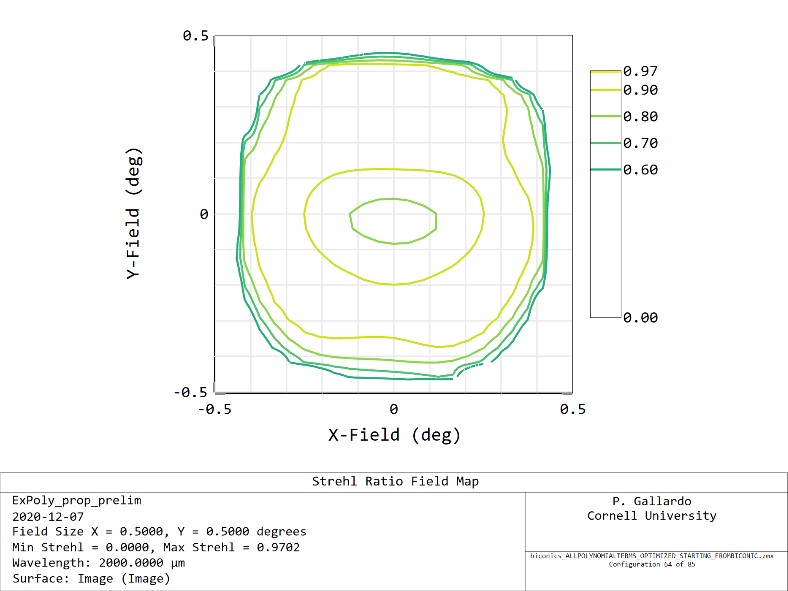 0.5
0
-0.5
Y-Field (deg)
-0.5 0 0.5
X-Field (deg)
0.97
0.90
0.80
0.70
0.60
0.00
Strehl Ratio Field Map
ExPoly_prop_prelim
2020-12-07
Field Size X = 0.5000, Y = 0.5000 degrees
Min Strehl = 0.0000, Max Strehl = 0.9702
Wavelength: 2000.0000 µm
Surface: Image (Image)
P. Gallardo
Cornell University
biconics_ALLPOLYNOMIALTERMS_OPTIMIZED_STARTING_FROMBICONIC.zmx
Configuration 64 of 85